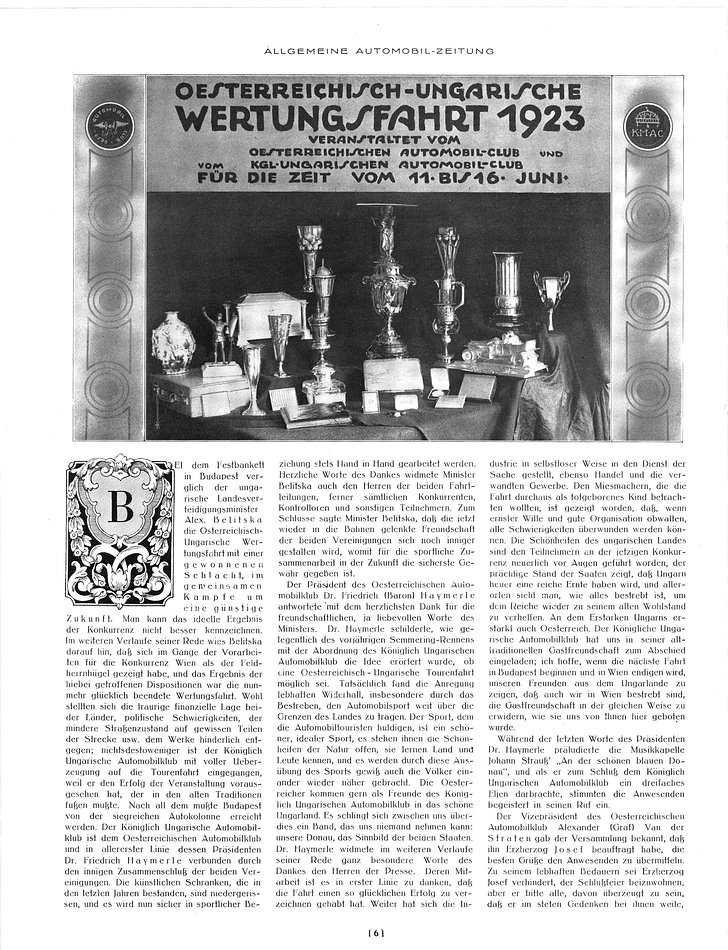 ALLGEMEINE AUTOMOBIL-ZEITUNG
OESTERREICHISCH-UNGARISCHE
WERTUNGSFAHRT 1923
VERANSTALTET VOM
OESTERREICHISCHEN AUTOMOBIL-CLUB UND
VOM KGL·UNGARISCHEN AUTOMOBIL-CLUB
FÜR DIE ZEIT VOM 11· BIS 16· JUNI·
AUTOMOBIL
CLUB
KMAC
BEI dem Festbankett
in Budapest ver-
glich der unga-
rische Landesver-
teidigungsminister
Alex. Belitska
die Österreichisch-
Ungarische Wer-
tungsfahrt mit einer
gewonnenen
Schlacht, im
gemeinsamen
Kampfe um
eine günstige
Zukunft. Man kann das ideelle Ergebnis
der Konkurrenz nicht besser kennzeichnen.
Im weiteren Verlaufe seiner Rede wies Belitska
darauf hin, daß sich im Gange der Vorarbei-
ten für die Konkurrenz Wien als der Feld-
herrnhügel gezeigt habe, und das Ergebnis der
hiebei getroffenen Dispositionen war die nun-
mehr glücklich beendete Wertungsfahrt. Wohl
stellten sich die traurige finanzielle Lage bei-
der Länder, politische Schwierigkeiten, der
mindere Straßenzustand auf gewissen Teilen
der Strecke usw. dem Werke hinderlich ent-
gegen; nichtsdestoweniger ist der Königlich
Ungarische Automobilklub mit voller Ueber-
zeugung auf die Tourenfahrt eingegangen,
weil er den Erfolg der Veranstaltung voraus-
gesehen hat, der in den alten Traditionen
fußen mußte. Nach all dem mußte Budapest
von der siegreichen Autokolonne erreicht
werden. Der Königlich Ungarische Automobil-
klub ist dem Oesterreichischen Automobilklub
und in allererster Linie dessen Präsidenten
Dr. Friedrich Haymerle verbunden durch
den innigen Zusammenschluß der beiden Ver-
einigungen. Die künstlichen Schranken, die in
den letzten Jahren bestanden, sind niedergeris-
sen, und es wird nun sicher in sportlicher Be-
ziehung stets Hand in Hand gearbeitet werden.
Herzliche Worte des Dankes widmete Minister
Belitska auch den Herren der beiden Fahrt-
leitungen, ferner sämtlichen Konkurrenten,
Kontrolloren und sonstigen Teilnehmern. Zum
Schlusse sagte Minister Belitska, daß die jetzt
wieder in die Bahnen gelenkte Freundschaft
der beiden Vereinigungen sich noch inniger
gestalten wird, womit für die sportliche Zu-
sammenarbeit in der Zukunft die sicherste Ge-
währ gegeben ist.
Der Präsident des Oesterreichischen Auto-
mobilklub Dr. Friedrich (Baron) Haymerle
antwortete mit dem herzlichsten Dank für die
freundschaftlichen, ja liebevollen Worte des
Ministers. Dr. Haymerle schilderte, wie ge-
legentlich des vorjährigen Semmering-Rennens
mit der Abordnung des Königlich Ungarischen
Automobilklub die Idee erörtert wurde, ob
eine Oesterreichisch-Ungarische Tourenfahrt
möglich sei. Tatsächlich fand die Anregung
lebhaften Widerhall, insbesondere durch das
Bestreben, den Automobilsport weit über die
Grenzen des Landes zu tragen. Der Sport, dem
die Automobiltouristen huldigen, ist ein schö-
ner, idealer Sport, es stehen ihnen die Schön-
heiten der Natur offen, sie lernen Land und
Leute kennen, und es werden durch diese Aus-
übung des Sports gewiß auch die Völker ein-
ander wieder näher gebracht. Die Oester-
reicher kommen gern als Freunde des König-
lich Ungarischen Automobilklub in das schöne
Ungarland. Es schlingt sich zwischen uns über-
dies ein Band, das uns niemand nehmen kann:
unsere Donau, das Sinnbild der beiden Staaten.
Dr. Haymerle widmete im weiteren Verlaufe
seiner Rede ganz besondere Worte des
Dankes den Herren der Presse. Deren Mit-
arbeit ist es in erster Linie zu danken, daß
die Fahrt einen so glücklichen Erfolg zu ver-
zeichnen gehabt hat. Weiter hat sich die In-
dustrie in selbstloser Weise in den Dienst der
Sache gestellt, ebenso Handel und die ver-
wandten Gewerbe. Den Miesmachern, die die
Fahrt durchaus als totgeborenes Kind betrach-
ten wollten, ist gezeigt worden, daß, wenn
ernster Wille und gute Organisation obwalten,
alle Schwierigkeiten überwunden werden kön-
nen. Die Schönheiten des ungarischen Landes
sind den Teilnehmern an der jetzigen Konkur-
renz neuerlich vor Augen geführt worden, der
prächtige Stand der Saaten zeigt, daß Ungarn
heuer eine reiche Ernte haben wird, und aller-
orten sieht man, wie alles bestrebt ist, um
dem Reiche wieder zu seinem alten Wohlstand
zu verhelfen. An dem Erstarken Ungarns er-
starkt auch Oesterreich. Der Königliche Unga-
rische Automobilklub hat uns in seiner alt-
traditionellen Gastfreundschaft zum Abschied
eingeladen; ich hoffe, wenn die nächste Fahrt
in Budapest beginnen und in Wien endigen wird,
unseren Freunden aus dem Ungarlande zu
zeigen, daß auch wir in Wien bestrebt sind,
die Gastfreundschaft in der gleichen Weise zu
erwidern, wie sie uns von Ihnen hier geboten
wurde.
Während der letzten Worte des Präsidenten
Dr. Haymerle präludierte die Musikkapelle
Johann Strauß' „An der schönen blauen Do-
nau", und als er zum Schluß dem Königlich
Ungarischen Automobilklub ein dreifaches
Eljen darbrachte, stimmten die Anwesenden
begeistert in seinen Ruf ein.
Der Vizepräsident des Oesterreichischen
Automobilklub Alexander (Graf) Van der
Straten gab der Versammlung bekannt, daß
ihn Erzherzog Josef beauftragt habe, die
besten Grüße den Anwesenden zu übermitteln.
Zu seinem lebhaften Bedauern sei Erzherzog
Josef verhindert, der Schlußfeier beizuwohnen,
aber er bitte alle, davon überzeugt zu sein,
daß er im steten Gedenken bei ihnen weile,
[6]